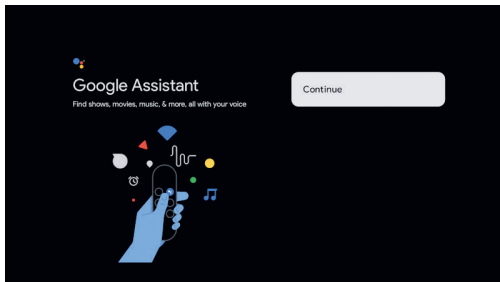 Google Assistant
Find shows, movies, music, & more, all with your voice
Continue